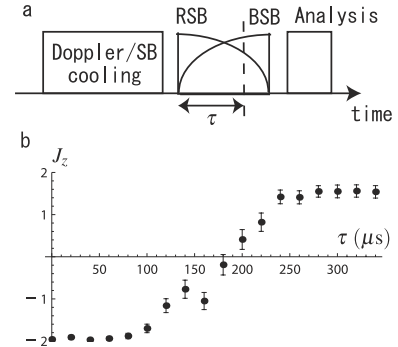 a
RSB BSB Analysis
Doppler/SB
cooling
τ
time
b
J_z
2
τ (μs)
1
50 100 150 200 250 300
−1
−2